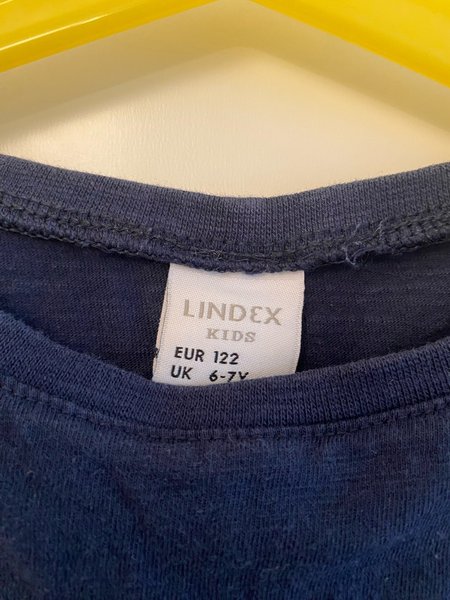 LINDEX
KIDS
EUR 122
UK 6-7Y